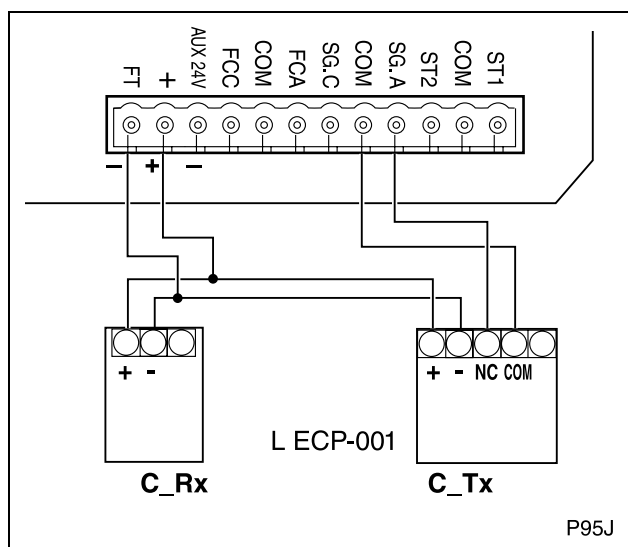 FT + AUX 24V FCC COM FCA SG.C COM SG.A ST2 COM ST1
− + −
+ -
+ - NC COM
L ECP-001
C_Rx
C_Tx
P95J